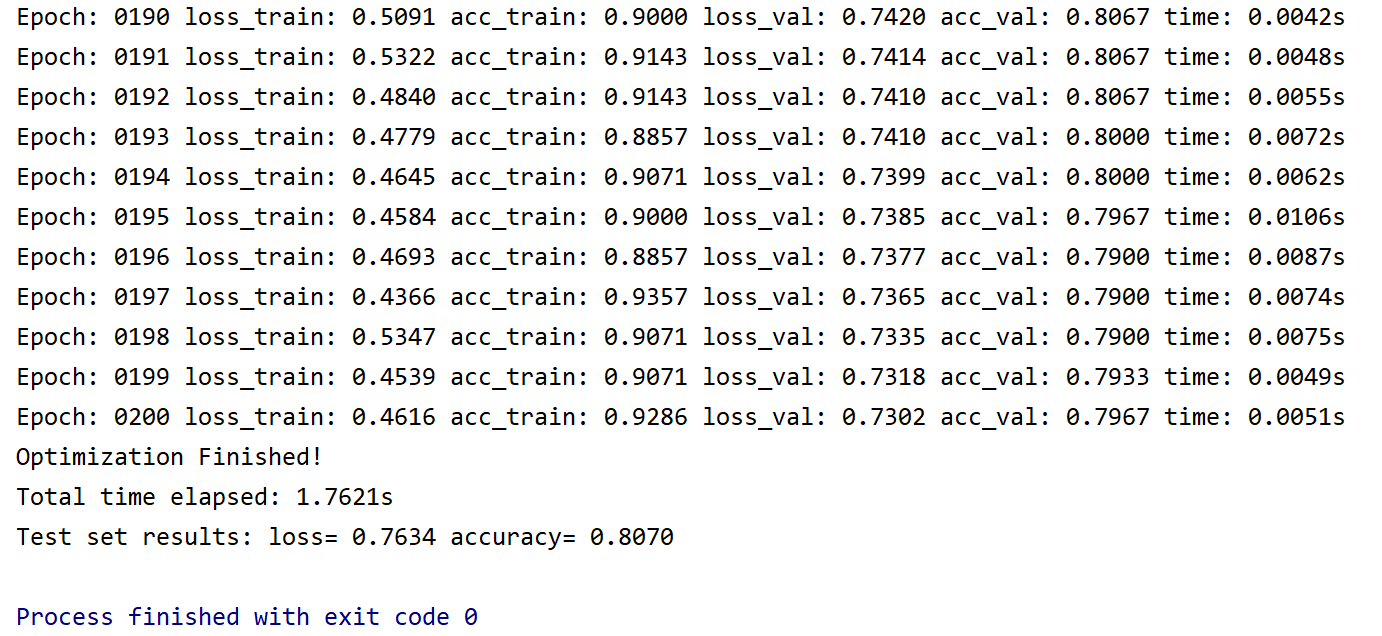 Epoch: 0190 loss_train: 0.5091 acc_train: 0.9000 loss_val: 0.7420 acc_val: 0.8067 time: 0.0042s
Epoch: 0191 loss_train: 0.5322 acc_train: 0.9143 loss_val: 0.7414 acc_val: 0.8067 time: 0.0048s
Epoch: 0192 loss_train: 0.4840 acc_train: 0.9143 loss_val: 0.7410 acc_val: 0.8067 time: 0.0055s
Epoch: 0193 loss_train: 0.4779 acc_train: 0.8857 loss_val: 0.7410 acc_val: 0.8000 time: 0.0072s
Epoch: 0194 loss_train: 0.4645 acc_train: 0.9071 loss_val: 0.7399 acc_val: 0.8000 time: 0.0062s
Epoch: 0195 loss_train: 0.4584 acc_train: 0.9000 loss_val: 0.7385 acc_val: 0.7967 time: 0.0106s
Epoch: 0196 loss_train: 0.4693 acc_train: 0.8857 loss_val: 0.7377 acc_val: 0.7900 time: 0.0087s
Epoch: 0197 loss_train: 0.4366 acc_train: 0.9357 loss_val: 0.7365 acc_val: 0.7900 time: 0.0074s
Epoch: 0198 loss_train: 0.5347 acc_train: 0.9071 loss_val: 0.7335 acc_val: 0.7900 time: 0.0075s
Epoch: 0199 loss_train: 0.4539 acc_train: 0.9071 loss_val: 0.7318 acc_val: 0.7933 time: 0.0049s
Epoch: 0200 loss_train: 0.4616 acc_train: 0.9286 loss_val: 0.7302 acc_val: 0.7967 time: 0.0051s
Optimization Finished!
Total time elapsed: 1.7621s
Test set results: loss= 0.7634 accuracy= 0.8070
Process finished with exit code 0